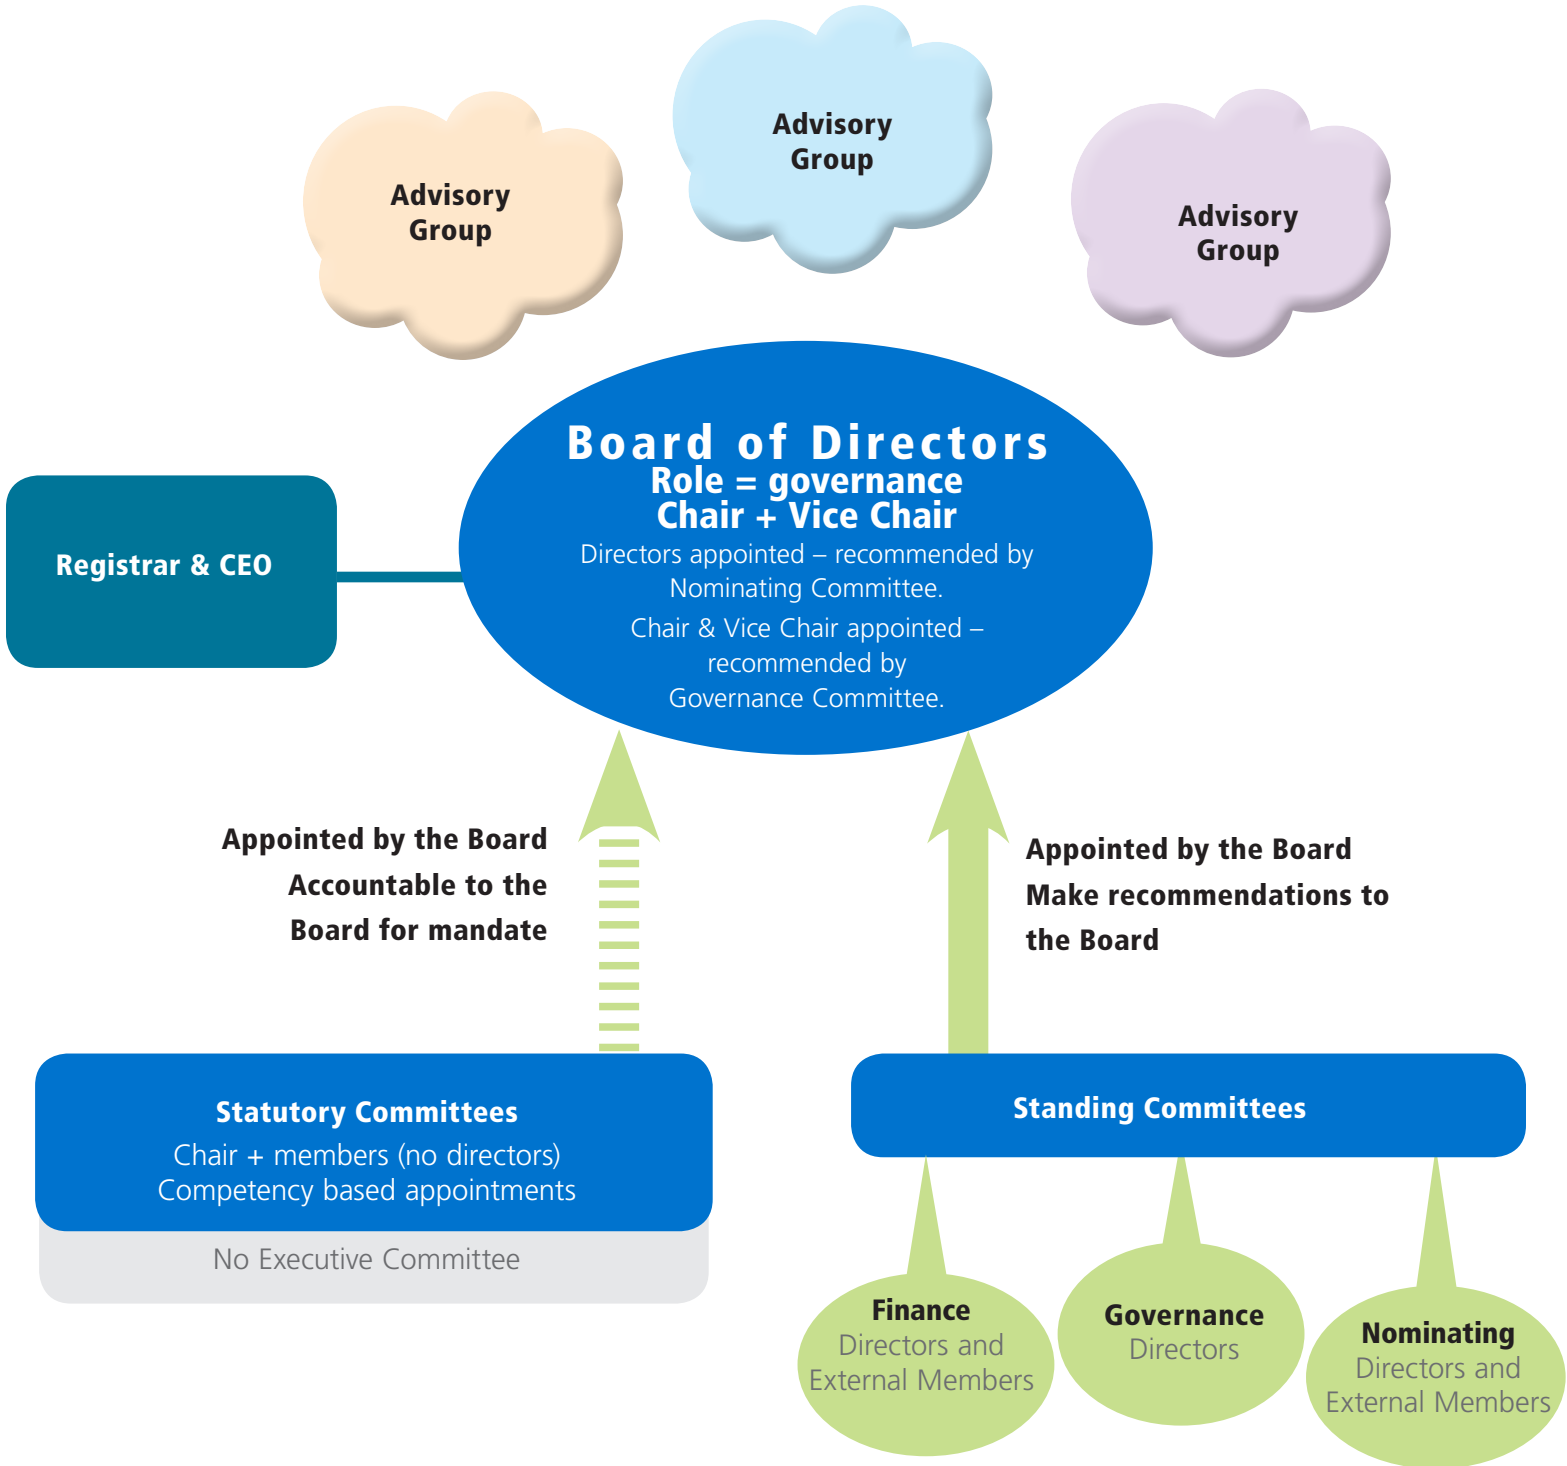 Advisory
Group
Advisory
Group
Advisory
Group
Board of Directors
Role = governance
Chair + Vice Chair
Directors appointed – recommended by
Nominating Committee.
Chair & Vice Chair appointed –
recommended by
Governance Committee.
Registrar & CEO
Appointed by the Board
Accountable to the
Board for mandate
Appointed by the Board
Make recommendations to
the Board
Statutory Committees
Chair + members (no directors)
Competency based appointments
No Executive Committee
Standing Committees
Finance
Directors and
External Members
Governance
Directors
Nominating
Directors and
External Members